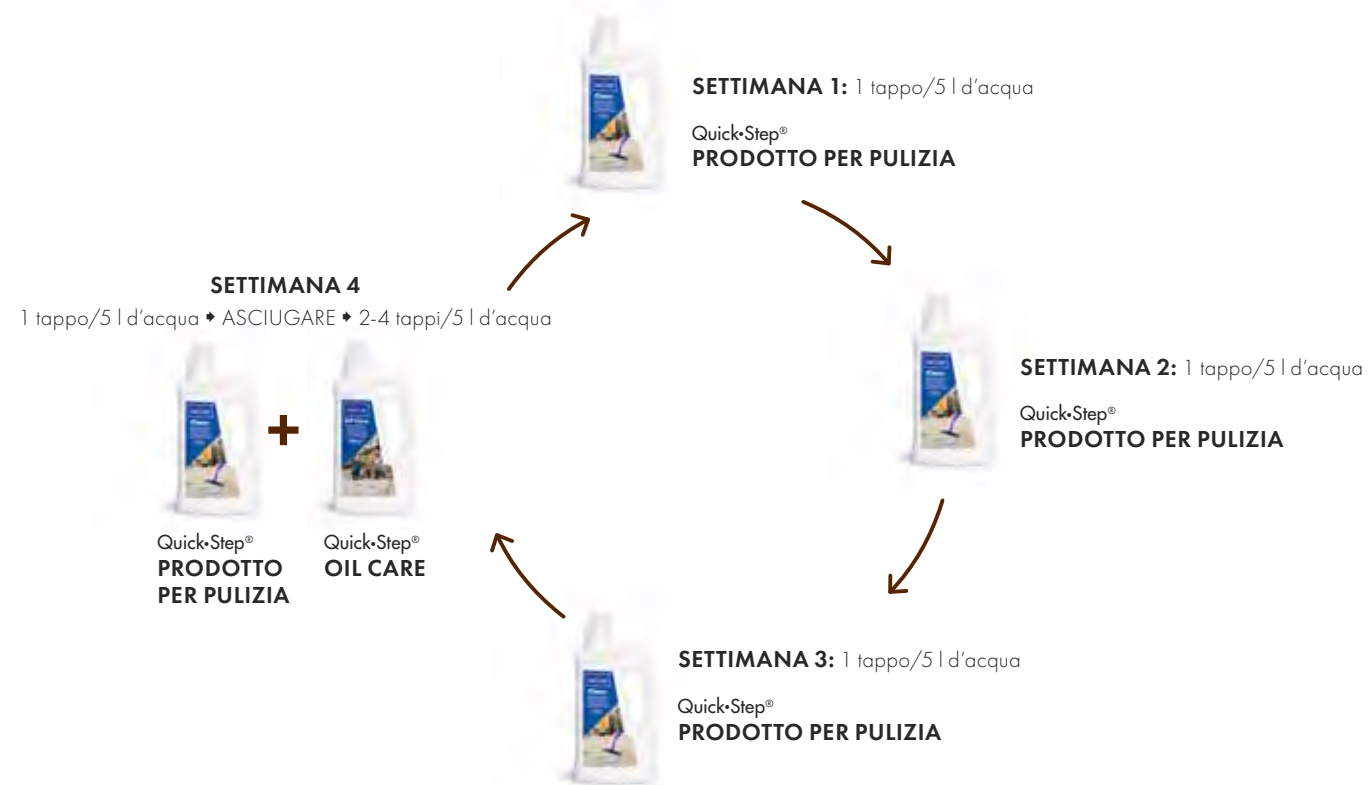 SETTIMANA 1: 1 tappo/5 l d'acqua
Quick•Step®
PRODOTTO PER PULIZIA
SETTIMANA 2: 1 tappo/5 l d'acqua
Quick•Step®
PRODOTTO PER PULIZIA
SETTIMANA 3: 1 tappo/5 l d'acqua
Quick•Step®
PRODOTTO PER PULIZIA
SETTIMANA 4
1 tappo/5 l d'acqua ➧ ASCIUGARE ➧ 2-4 tappi/5 l d'acqua
Quick•Step®
PRODOTTO
PER PULIZIA
Quick•Step®
OIL CARE